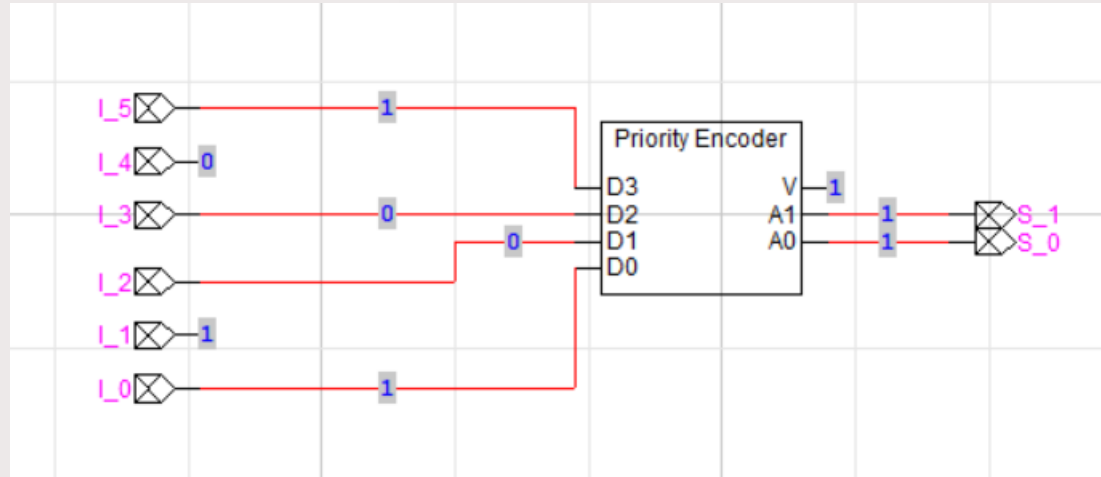 I_5 1
Priority Encoder
I_4 0
D3 V 1
I_3 0 D2 A1 1 S_1
0 D1 A0 1 S_0
D0
I_2
I_1 1
I_0 1